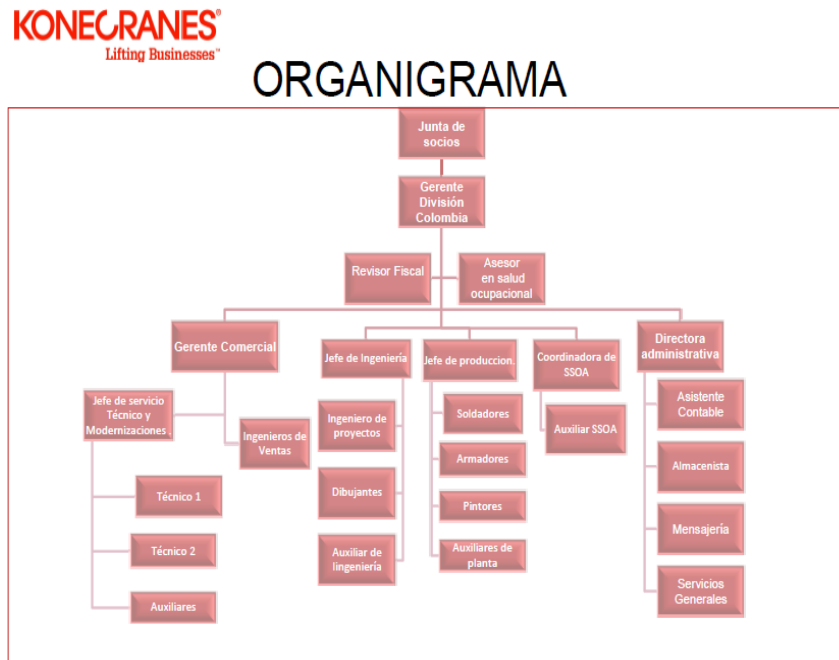 KONECRANES®
Lifting Businesses™
ORGANIGRAMA
Junta de
socios
Gerente
División
Colombia
Revisor Fiscal
Asesor
en salud
ocupacional
Gerente Comercial
Jefe de Ingeniería
Jefe de produccion.
Coordinadora de
SSOA
Directora
administrativa
Jefe de servicio
Técnico y
Modernizaciones .
Ingenieros de
Ventas
Técnico 1
Técnico 2
Auxiliares
Ingeniero de
proyectos
Dibujantes
Auxiliar de
lingeniería
Soldadores
Armadores
Pintores
Auxiliares de
planta
Auxiliar SSOA
Asistente
Contable
Almacenista
Mensajería
Servicios
Generales